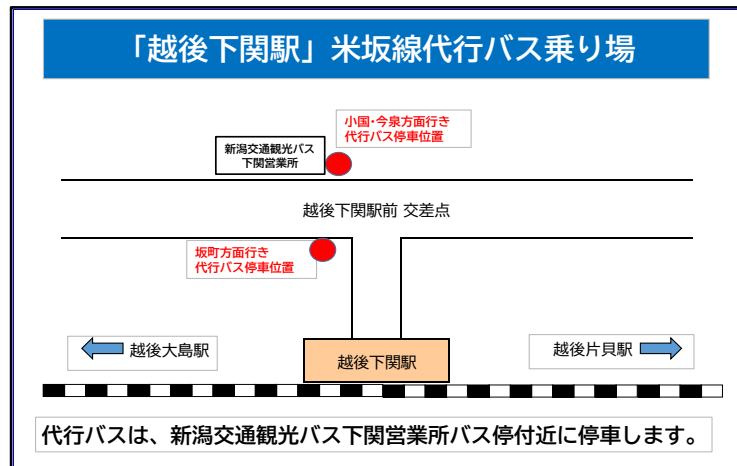 「越後下関駅」米坂線代行バス乗り場
小国・今泉方面行き
代行バス停車位置
新潟交通観光バス
下関営業所
越後下関駅前 交差点
坂町方面行き
代行バス停車位置
越後大島駅
越後下関駅
越後片貝駅
代行バスは、新潟交通観光バス下関営業所バス停付近に停車します。